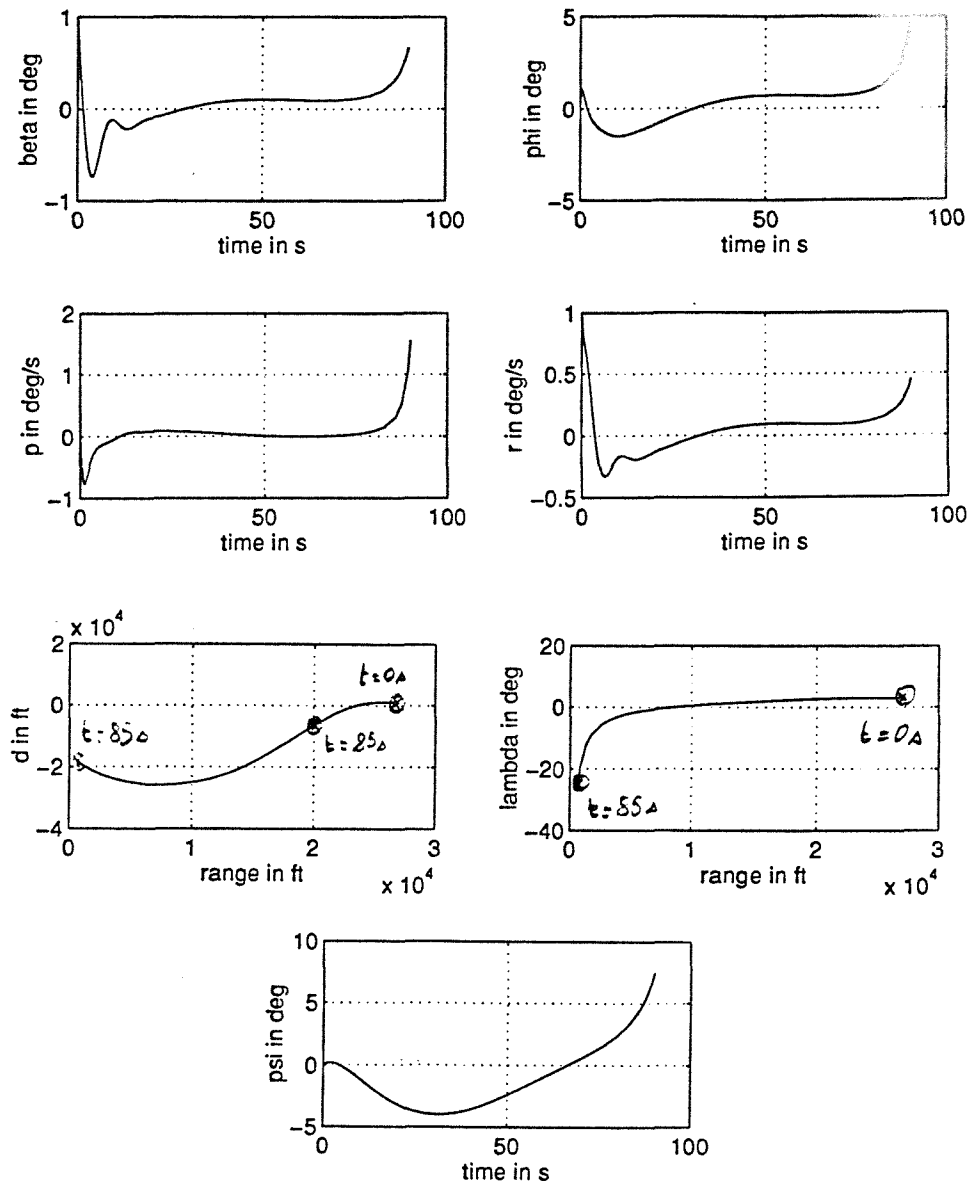 1
0
−1
beta in deg
0
50
100
time in s
5
0
−5
phi in deg
0
50
100
time in s
2
1
0
−1
p in deg/s
0
50
100
time in s
1
0.5
0
−0.5
r in deg/s
0
50
100
time in s
x 10^4
2
0
−2
−4
d in ft
t=0s
t=85s
t=25s
0
1
2
3
range in ft
x 10^4
20
0
−20
−40
lambda in deg
t=0s
t=85s
0
1
2
3
range in ft
x 10^4
10
5
0
−5
psi in deg
0
50
100
time in s